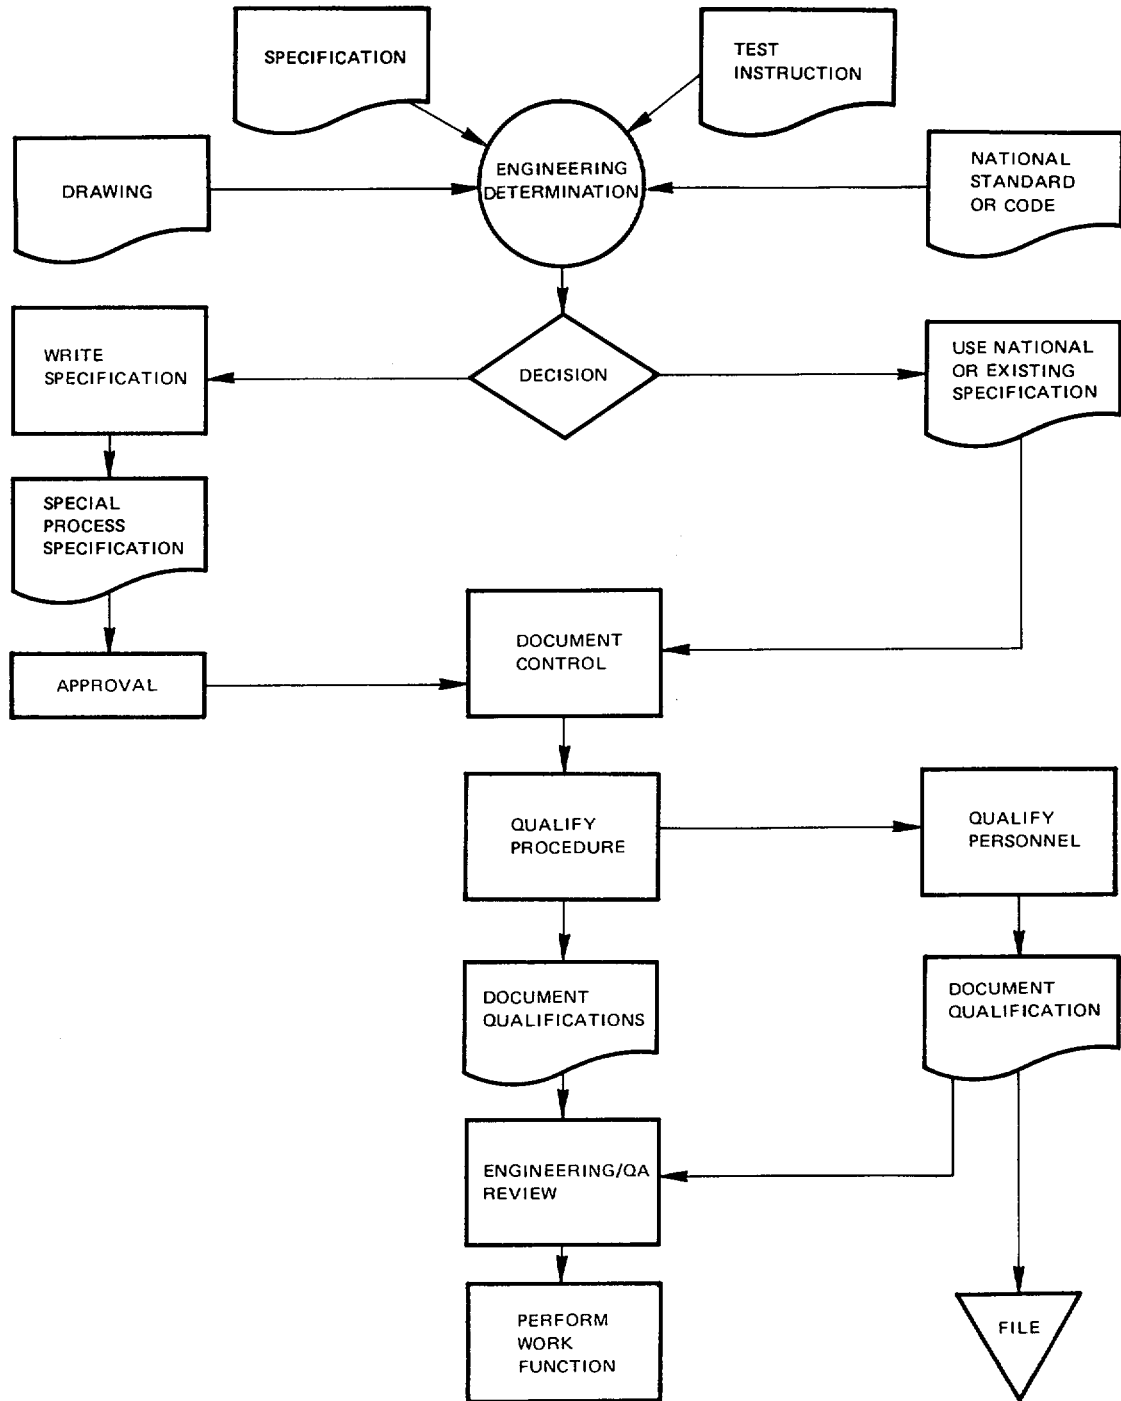 SPECIFICATION
TEST
INSTRUCTION
DRAWING
ENGINEERING
DETERMINATION
NATIONAL
STANDARD
OR CODE
WRITE
SPECIFICATION
DECISION
USE NATIONAL
OR EXISTING
SPECIFICATION
SPECIAL
PROCESS
SPECIFICATION
DOCUMENT
CONTROL
APPROVAL
QUALIFY
PROCEDURE
QUALIFY
PERSONNEL
DOCUMENT
QUALIFICATIONS
DOCUMENT
QUALIFICATION
ENGINEERING/QA
REVIEW
PERFORM
WORK
FUNCTION
FILE